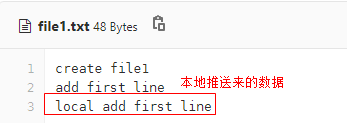 file1.txt 48 Bytes
1 create file1
2 add first line
本地推送来的数据
3 local add first line